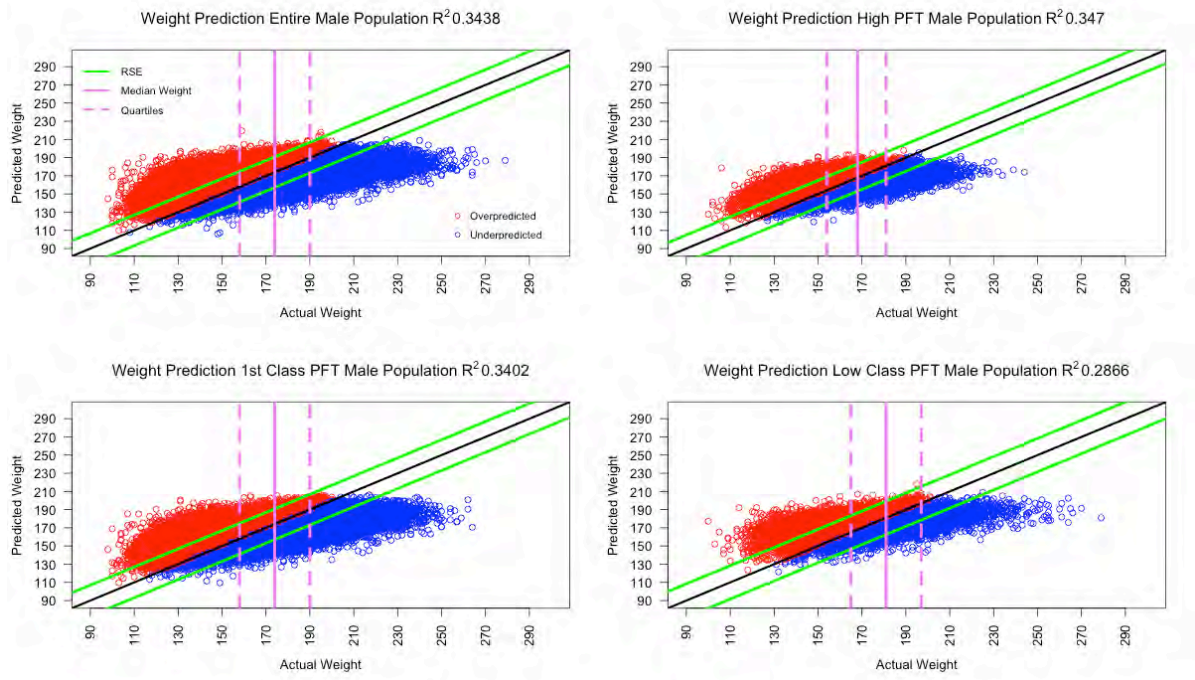 Weight Prediction Entire Male Population R² 0.3438
290
270
250
230
210
190
170
150
130
110
90
Predicted Weight
RSE
Median Weight
Quartiles
Overpredicted
Underpredicted
90 110 130 150 170 190 210 230 250 270 290
Actual Weight
Weight Prediction High PFT Male Population R² 0.347
290
270
250
230
210
190
170
150
130
110
90
Predicted Weight
90 110 130 150 170 190 210 230 250 270 290
Actual Weight
Weight Prediction 1st Class PFT Male Population R² 0.3402
290
270
250
230
210
190
170
150
130
110
90
Predicted Weight
90 110 130 150 170 190 210 230 250 270 290
Actual Weight
Weight Prediction Low Class PFT Male Population R² 0.2866
290
270
250
230
210
190
170
150
130
110
90
Predicted Weight
90 110 130 150 170 190 210 230 250 270 290
Actual Weight